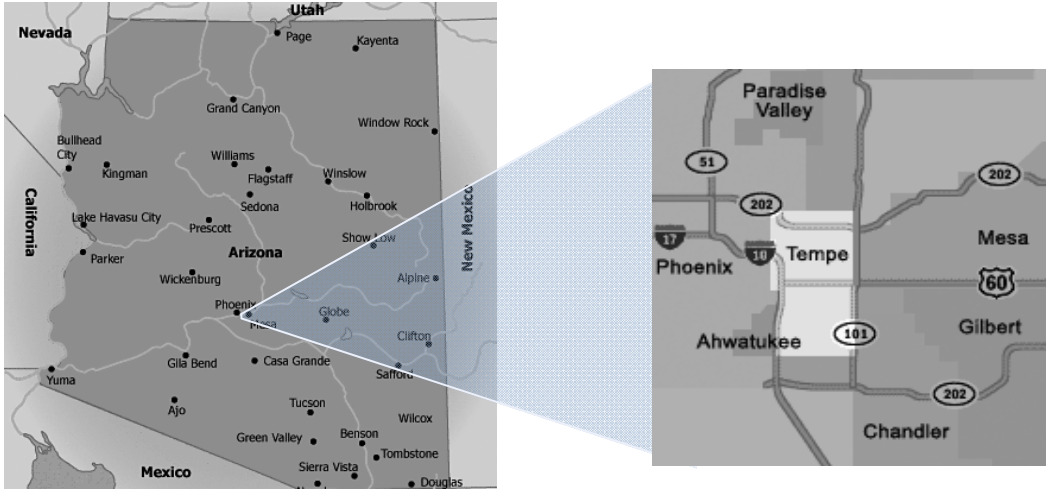 Utah
Nevada
Page
Kayenta
Grand Canyon
Window Rock
Bullhead
City
Kingman
Williams
Flagstaff
Winslow
Sedona
Holbrook
California
Lake Havasu City
Prescott
New Mexico
Show Low
Arizona
Parker
Wickenburg
Alpine
Phoenix
Mesa
Globe
Clifton
Gila Bend
Casa Grande
Safford
Yuma
Ajo
Tucson
Wilcox
Green Valley
Benson
Tombstone
Mexico
Sierra Vista
Douglas
Paradise
Valley
51
202
202
17
10
Tempe
Mesa
Phoenix
60
101
Gilbert
Ahwatukee
202
Chandler